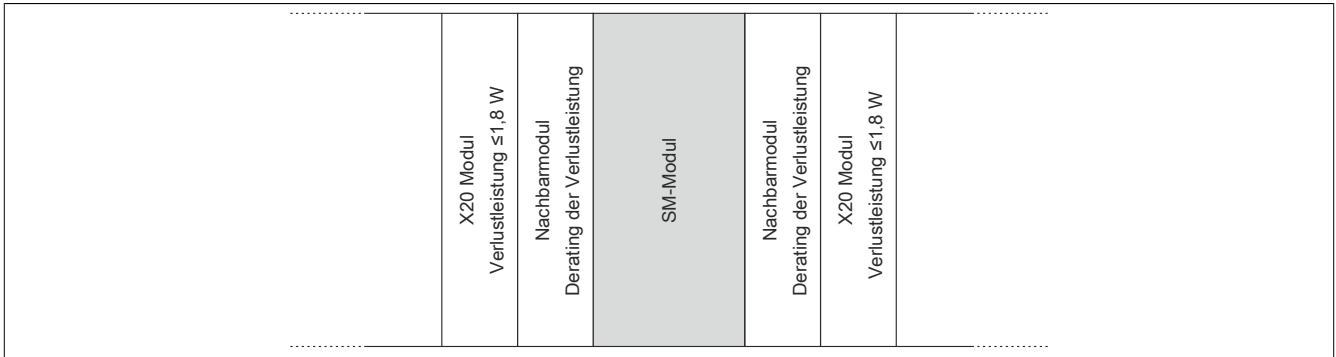 X20 Modul
Verlustleistung ≤1,8 W
Nachbarmodul
Derating der Verlustleistung
SM-Modul
Nachbarmodul
Derating der Verlustleistung
X20 Modul
Verlustleistung ≤1,8 W